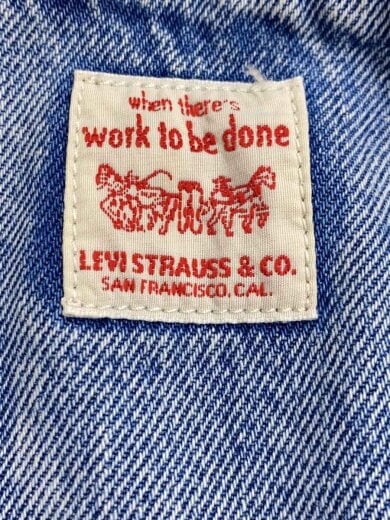 when there's
work to be done
LEVI STRAUSS & CO.
SAN FRANCISCO. CAL.